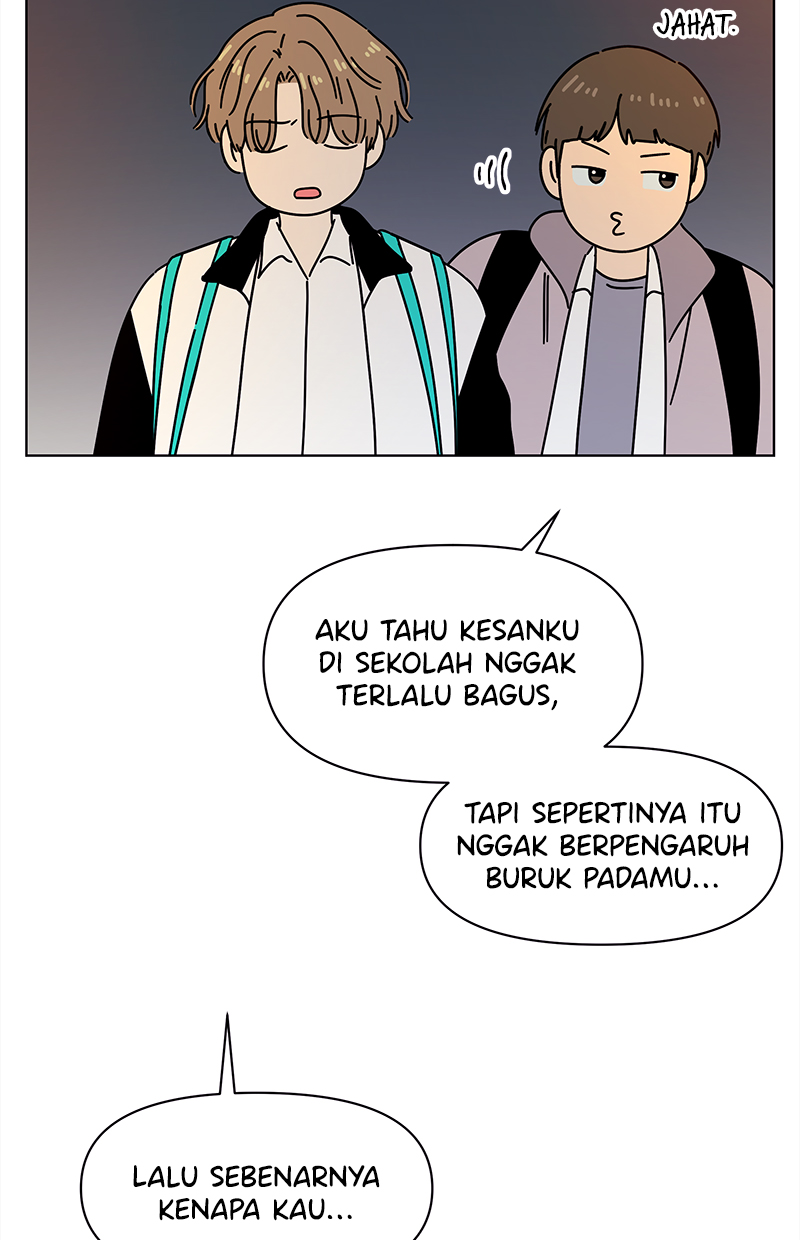 JAHAT.
AKU TAHU KESANKU
DI SEKOLAH NGGAK
TERLALU BAGUS,
TAPI SEPERTINYA ITU
NGGAK BERPENGARUH
BURUK PADAMU...
LALU SEBENARNYA
KENAPA KAU...